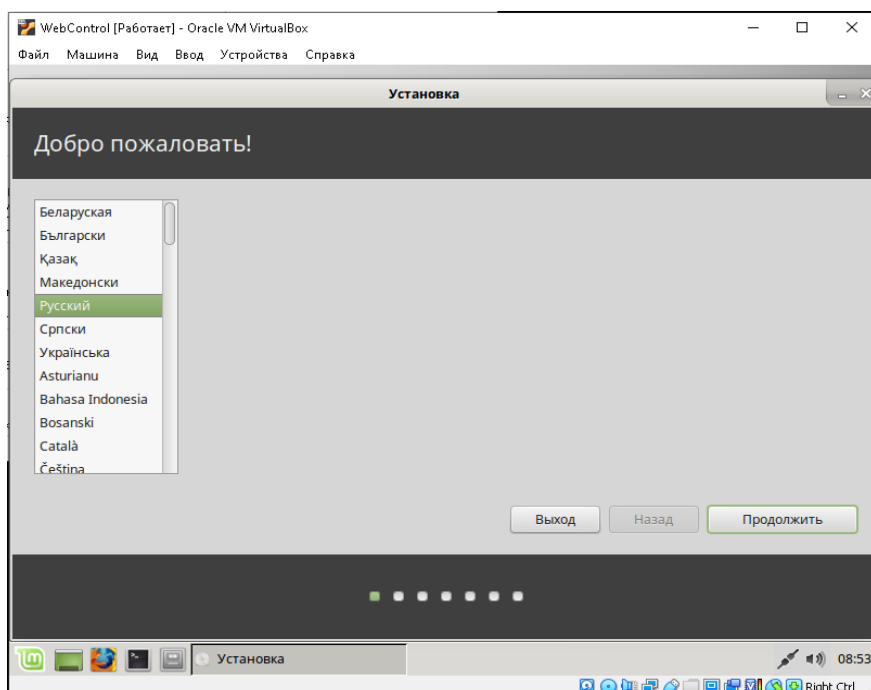 WebControl [Работает] - Oracle VM VirtualBox
Файл Машина Вид Ввод Устройства Справка
Установка
Добро пожаловать!
Беларуская
Български
Қазақ
Македонски
Русский
Српски
Українська
Asturianu
Bahasa Indonesia
Bosanski
Català
Čeština
Выход Назад Продолжить
Установка 08:53
Right Ctrl